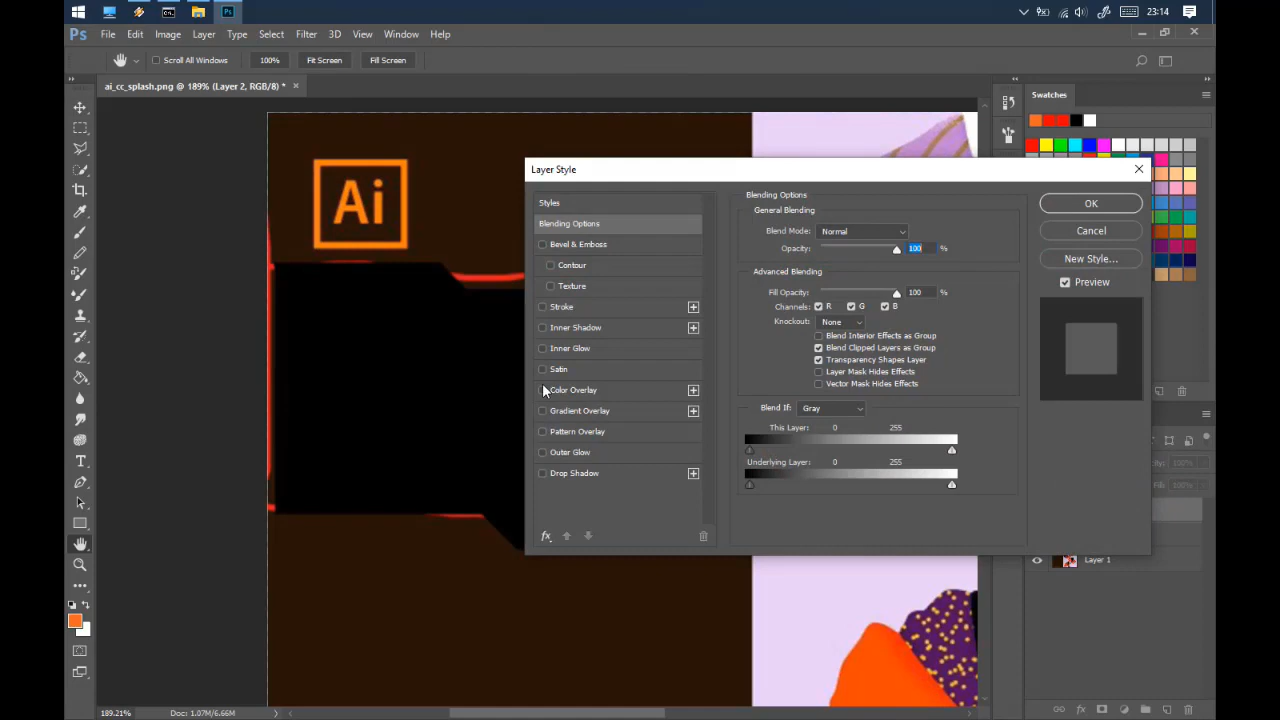 23:14
Ps File Edit Image Layer Type Select Filter 3D View Window Help
Scroll All Windows 100% Fit Screen Fill Screen
ai_cc_splash.png @ 189% (Layer 2, RGB/8) *
Swatches
Ai
Layer Style
Styles
Blending Options
Bevel & Emboss
Contour
Texture
Stroke
Inner Shadow
Inner Glow
Satin
Color Overlay
Gradient Overlay
Pattern Overlay
Outer Glow
Drop Shadow
fx
Blending Options
General Blending
Blend Mode: Normal
Opacity: 100 %
Advanced Blending
Fill Opacity: 100 %
Channels: R G B
Knockout: None
Blend Interior Effects as Group
Blend Clipped Layers as Group
Transparency Shapes Layer
Layer Mask Hides Effects
Vector Mask Hides Effects
Blend If: Gray
This Layer: 0 255
Underlying Layer: 0 255
OK
Cancel
New Style...
Preview
100%
Fill: 100%
Layer 1
189.21% Doc: 1.07M/6.66M
fx